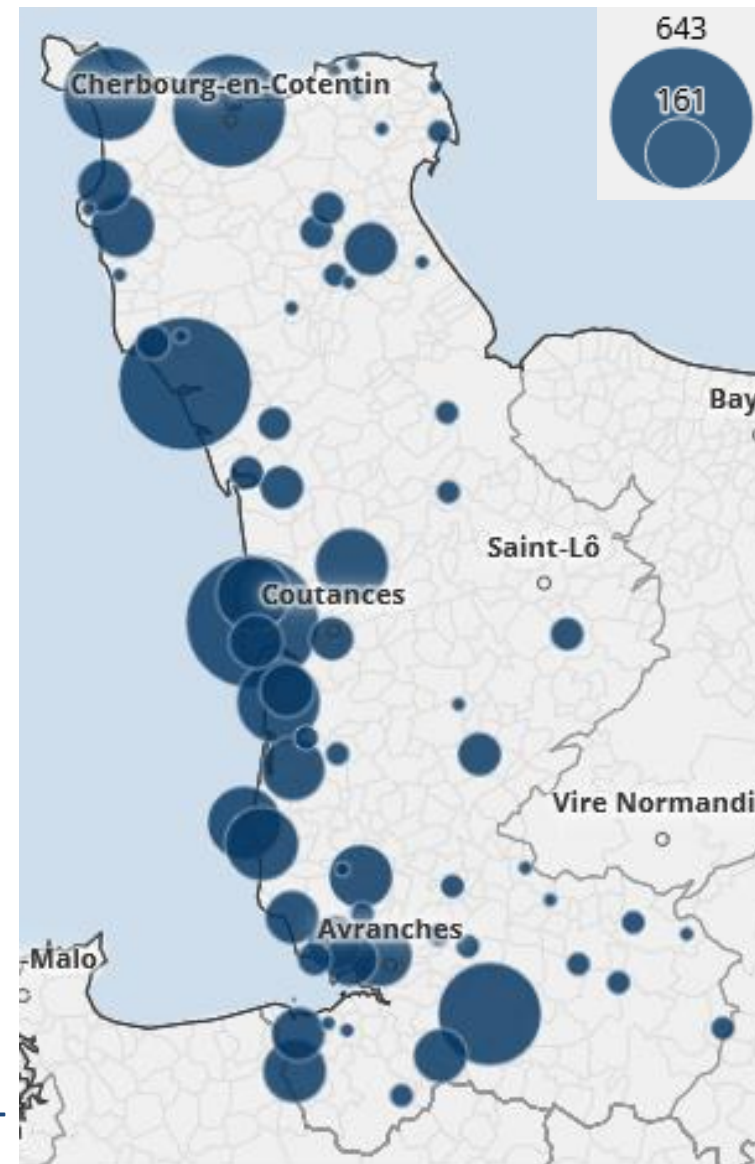 643
161
Cherbourg-en-Cotentin
Bay
Saint-Lô
Coutances
Vire Normandi
Avranches
-Malo